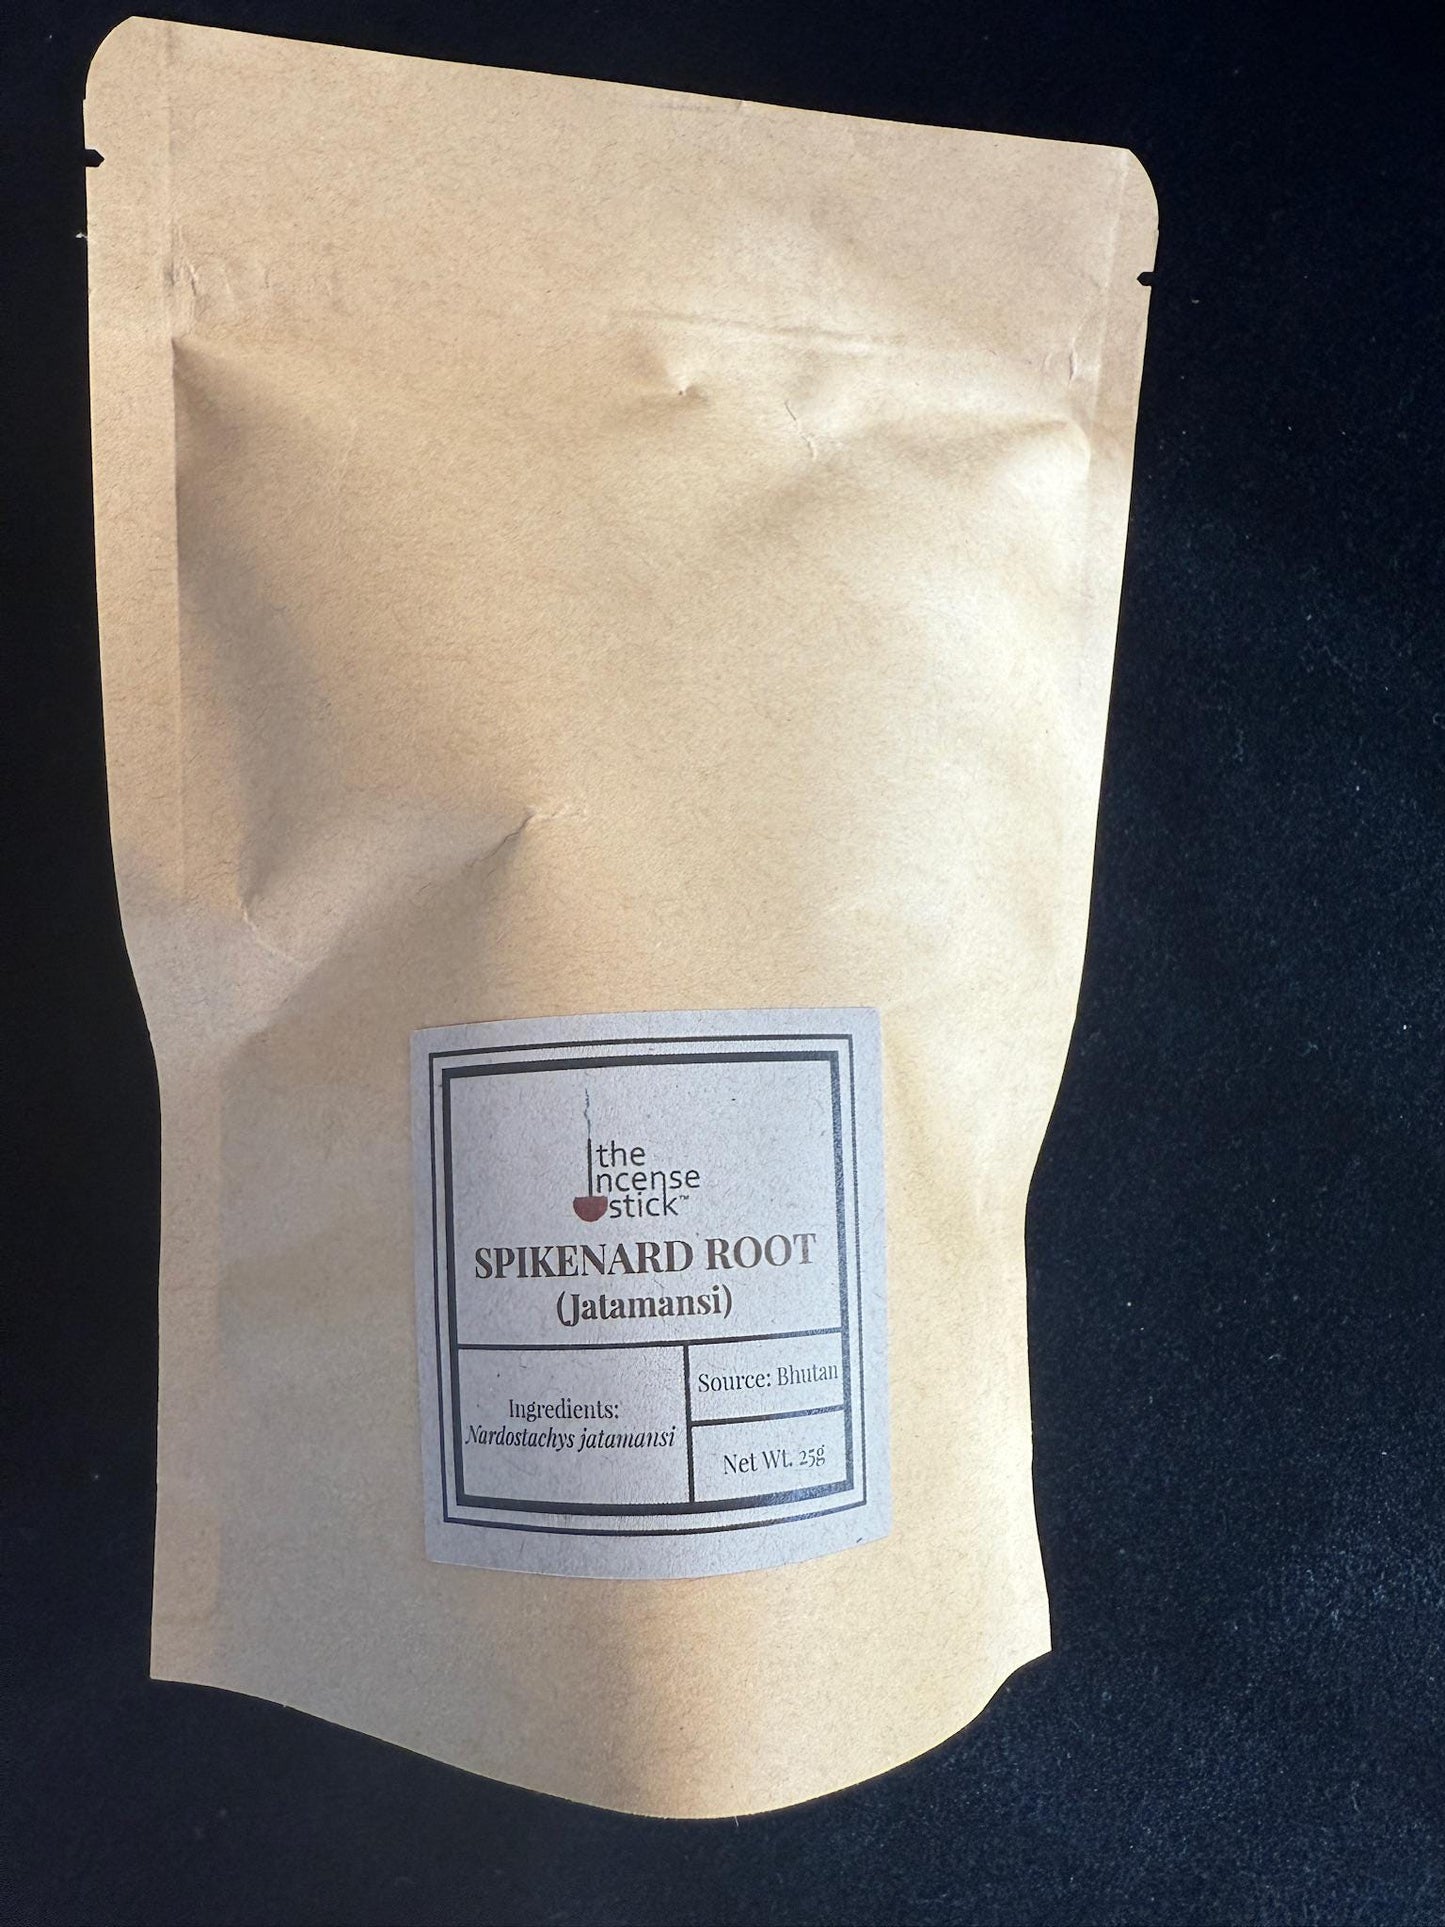 the
Incense
stick™
SPIKENARD ROOT
(Jatamansi)
Ingredients:
Nardostachys jatamansi
Source: Bhutan
Net Wt. 25g